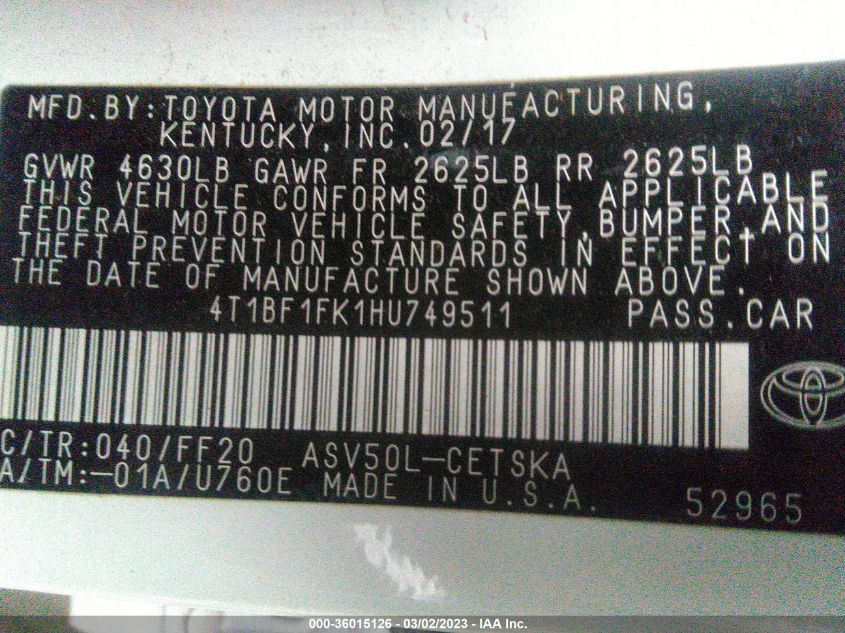 MFD.BY:TOYOTA MOTOR MANUFACTURING,
KENTUCKY,INC.02/17
GVWR 4630LB GAWR FR 2625LB RR 2625LB
THIS VEHICLE CONFORMS TO ALL APPLICABLE
FEDERAL MOTOR VEHICLE SAFETY,BUMPER,AND
THEFT PREVENTION STANDARDS IN EFFECT ON
THE DATE OF MANUFACTURE SHOWN ABOVE.
4T1BF1FK1HU749511 PASS.CAR
C/TR:040/FF20 ASV50L-CETSKA
A/TM:-01A/U760E MADE IN U.S.A. 52965
000-36015126 - 03/02/2023 - IAA Inc.